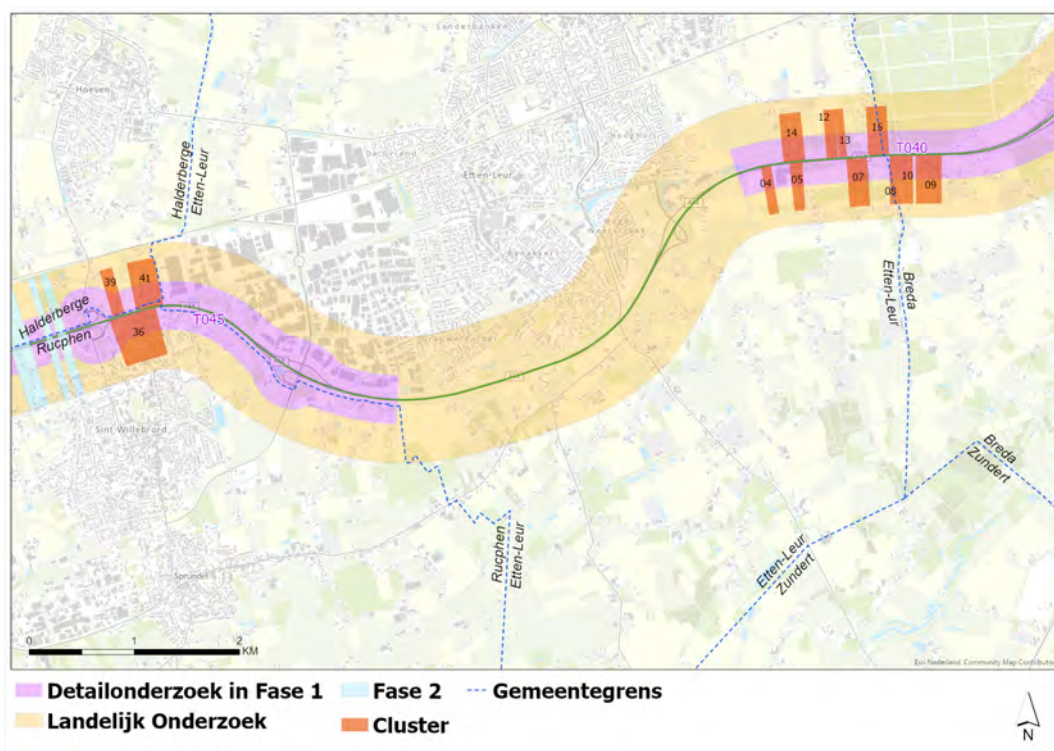 Sanderbanken
Hoeven
12
14
13
15
T040
Etten-Leur
Halderberge
Etten-Leur
04
05
07
08
10
09
39
41
Halderberge
Rucphen
36
T045
Etten-Leur
Breda
Sint Willebrord
Breda
Zundert
Rucphen
Etten-Leur
Etten-Leur
Zundert
Sprundel
0 1 2
KM
Esri Nederland, Community Map Contributors
Detailonderzoek in Fase 1
Fase 2
Gemeentegrens
Landelijk Onderzoek
Cluster
N